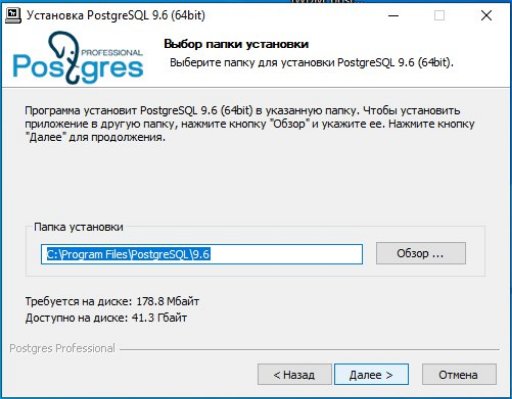 Установка PostgreSQL 9.6 (64bit)
PROFESSIONAL
Postgres
Выбор папки установки
Выберите папку для установки PostgreSQL 9.6 (64bit).
Программа установит PostgreSQL 9.6 (64bit) в указанную папку. Чтобы установить
приложение в другую папку, нажмите кнопку "Обзор" и укажите ее. Нажмите кнопку
"Далее" для продолжения.
Папка установки
C:\Program Files\PostgreSQL\9.6
Обзор ...
Требуется на диске: 178.8 Мбайт
Доступно на диске: 41.3 Гбайт
Postgres Professional
< Назад
Далее >
Отмена